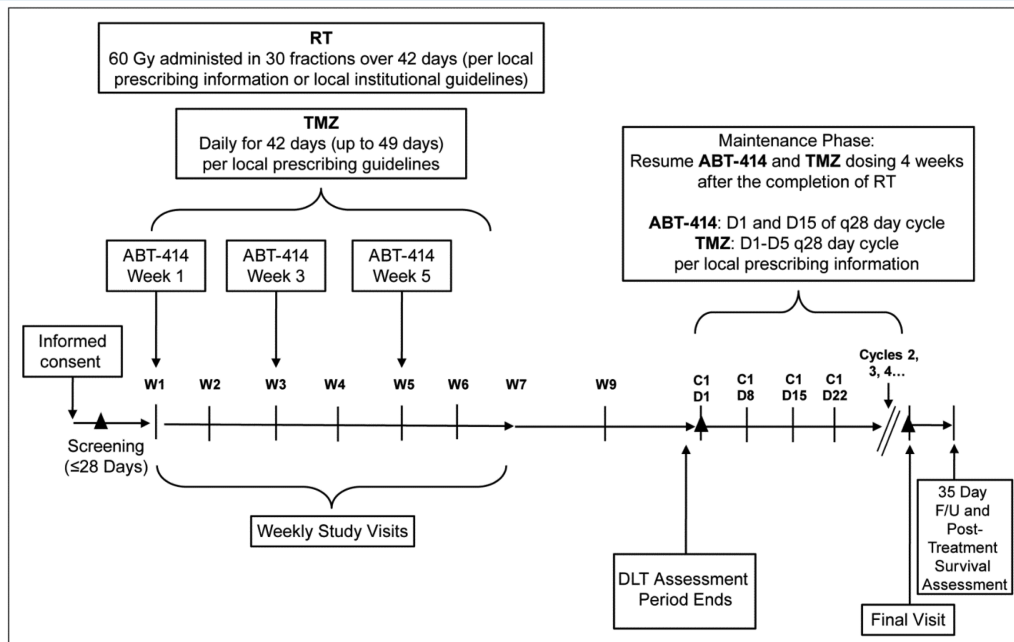 RT
60 Gy administed in 30 fractions over 42 days (per local
prescribing information or local institutional guidelines)
TMZ
Daily for 42 days (up to 49 days)
per local prescribing guidelines
Maintenance Phase:
Resume ABT-414 and TMZ dosing 4 weeks
after the completion of RT
ABT-414: D1 and D15 of q28 day cycle
TMZ: D1-D5 q28 day cycle
per local prescribing information
ABT-414
Week 1
ABT-414
Week 3
ABT-414
Week 5
Informed
consent
Cycles 2,
3, 4...
W1 W2 W3 W4 W5 W6 W7 W9
C1
D1
C1
D8
C1
D15
C1
D22
Screening
(≤28 Days)
Weekly Study Visits
DLT Assessment
Period Ends
35 Day
F/U and
Post-
Treatment
Survival
Assessment
Final Visit